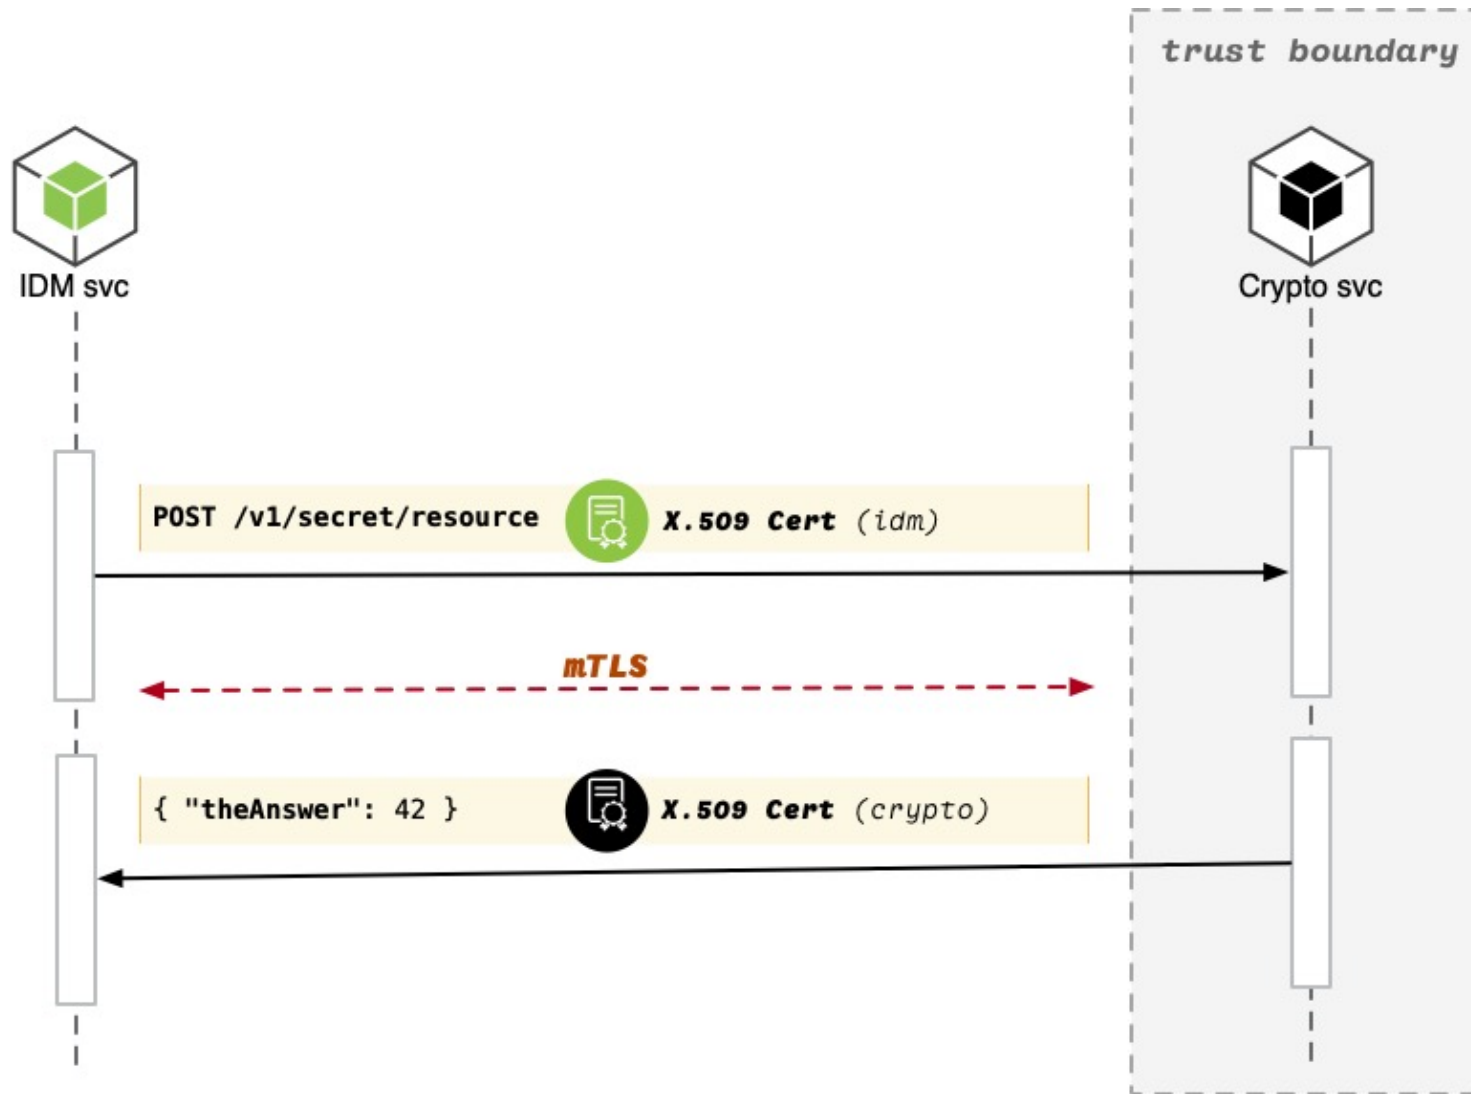 trust boundary
IDM svc
Crypto svc
POST /v1/secret/resource
X.509 Cert (idm)
mTLS
{ "theAnswer": 42 }
X.509 Cert (crypto)